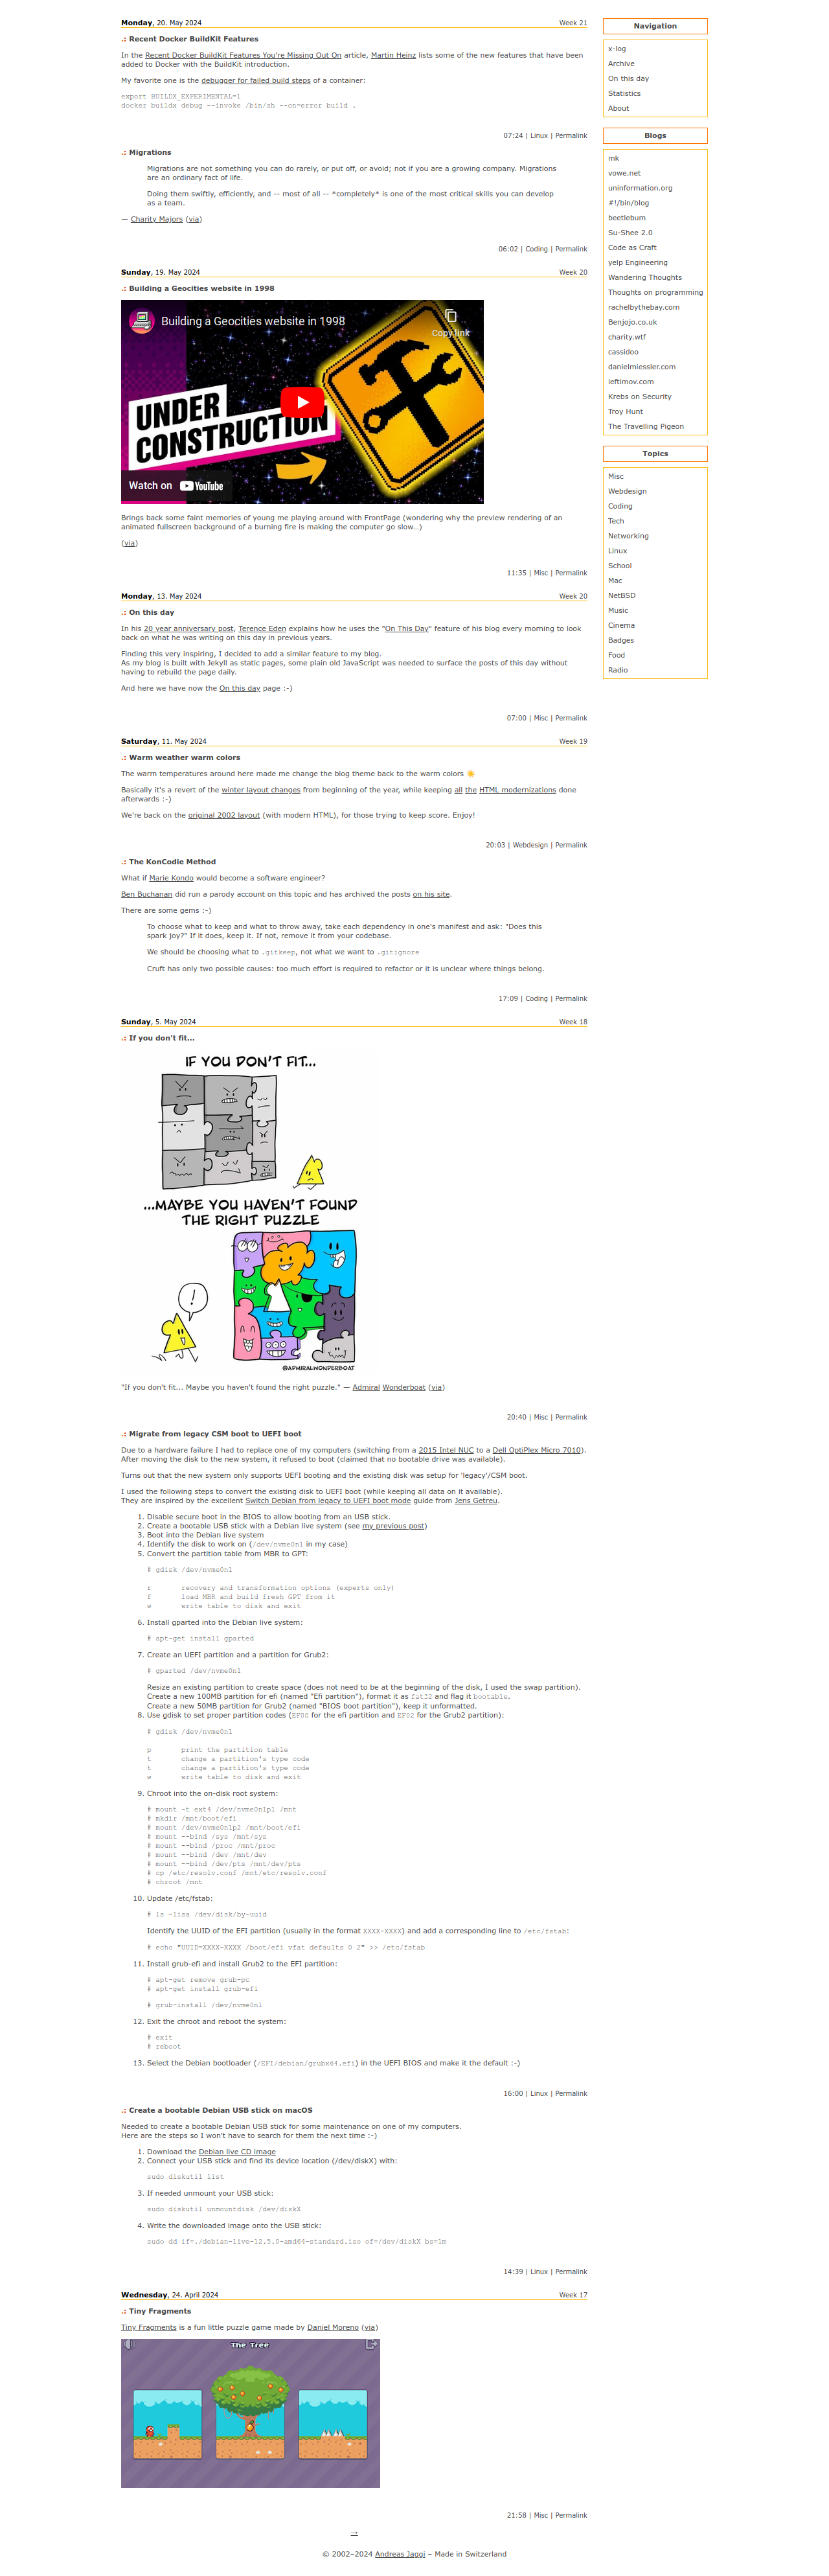 Monday, 20. May 2024 Week 21
.: Recent Docker BuildKit Features
In the Recent Docker BuildKit Features You're Missing Out On article, Martin Heinz lists some of the new features that have been
added to Docker with the BuildKit introduction.
My favorite one is the debugger for failed build steps of a container:
export BUILDX_EXPERIMENTAL=1
docker buildx debug --invoke /bin/sh --on=error build .
07:24 | Linux | Permalink
.: Migrations
Migrations are not something you can do rarely, or put off, or avoid; not if you are a growing company. Migrations
are an ordinary fact of life.
Doing them swiftly, efficiently, and -- most of all -- *completely* is one of the most critical skills you can develop
as a team.
— Charity Majors (via)
06:02 | Coding | Permalink
Sunday, 19. May 2024 Week 20
.: Building a Geocities website in 1998
Building a Geocities website in 1998
Copy link
UNDER
CONSTRUCTION
Watch on YouTube
Brings back some faint memories of young me playing around with FrontPage (wondering why the preview rendering of an
animated fullscreen background of a burning fire is making the computer go slow…)
(via)
11:35 | Misc | Permalink
Monday, 13. May 2024 Week 20
.: On this day
In his 20 year anniversary post, Terence Eden explains how he uses the "On This Day" feature of his blog every morning to look
back on what he was writing on this day in previous years.
Finding this very inspiring, I decided to add a similar feature to my blog.
As my blog is built with Jekyll as static pages, some plain old JavaScript was needed to surface the posts of this day without
having to rebuild the page daily.
And here we have now the On this day page :-)
07:00 | Misc | Permalink
Saturday, 11. May 2024 Week 19
.: Warm weather warm colors
The warm temperatures around here made me change the blog theme back to the warm colors ☀️
Basically it's a revert of the winter layout changes from beginning of the year, while keeping all the HTML modernizations done
afterwards :-)
We're back on the original 2002 layout (with modern HTML), for those trying to keep score. Enjoy!
20:03 | Webdesign | Permalink
.: The KonCodie Method
What if Marie Kondo would become a software engineer?
Ben Buchanan did run a parody account on this topic and has archived the posts on his site.
There are some gems :-)
To choose what to keep and what to throw away, take each dependency in one's manifest and ask: "Does this
spark joy?" If it does, keep it. If not, remove it from your codebase.
We should be choosing what to .gitkeep, not what we want to .gitignore
Cruft has only two possible causes: too much effort is required to refactor or it is unclear where things belong.
17:09 | Coding | Permalink
Sunday, 5. May 2024 Week 18
.: If you don't fit...
IF YOU DON'T FIT...
...MAYBE YOU HAVEN'T FOUND
THE RIGHT PUZZLE
!
@ADMIRALWONDERBOAT
"If you don't fit... Maybe you haven't found the right puzzle." — Admiral Wonderboat (via)
20:40 | Misc | Permalink
.: Migrate from legacy CSM boot to UEFI boot
Due to a hardware failure I had to replace one of my computers (switching from a 2015 Intel NUC to a Dell OptiPlex Micro 7010).
After moving the disk to the new system, it refused to boot (claimed that no bootable drive was available).
Turns out that the new system only supports UEFI booting and the existing disk was setup for 'legacy'/CSM boot.
I used the following steps to convert the existing disk to UEFI boot (while keeping all data on it available).
They are inspired by the excellent Switch Debian from legacy to UEFI boot mode guide from Jens Getreu.
1. Disable secure boot in the BIOS to allow booting from an USB stick.
2. Create a bootable USB stick with a Debian live system (see my previous post)
3. Boot into the Debian live system
4. Identify the disk to work on (/dev/nvme0n1 in my case)
5. Convert the partition table from MBR to GPT:
# gdisk /dev/nvme0n1
r recovery and transformation options (experts only)
f load MBR and build fresh GPT from it
w write table to disk and exit
6. Install gparted into the Debian live system:
# apt-get install gparted
7. Create an UEFI partition and a partition for Grub2:
# gparted /dev/nvme0n1
Resize an existing partition to create space (does not need to be at the beginning of the disk, I used the swap partition).
Create a new 100MB partition for efi (named "Efi partition"), format it as fat32 and flag it bootable.
Create a new 50MB partition for Grub2 (named "BIOS boot partition"), keep it unformatted.
8. Use gdisk to set proper partition codes (EF00 for the efi partition and EF02 for the Grub2 partition):
# gdisk /dev/nvme0n1
p print the partition table
t change a partition's type code
t change a partition's type code
w write table to disk and exit
9. Chroot into the on-disk root system:
# mount -t ext4 /dev/nvme0n1p1 /mnt
# mkdir /mnt/boot/efi
# mount /dev/nvme0n1p2 /mnt/boot/efi
# mount --bind /sys /mnt/sys
# mount --bind /proc /mnt/proc
# mount --bind /dev /mnt/dev
# mount --bind /dev/pts /mnt/dev/pts
# cp /etc/resolv.conf /mnt/etc/resolv.conf
# chroot /mnt
10. Update /etc/fstab:
# ls -lisa /dev/disk/by-uuid
Identify the UUID of the EFI partition (usually in the format XXXX-XXXX) and add a corresponding line to /etc/fstab:
# echo "UUID=XXXX-XXXX /boot/efi vfat defaults 0 2" >> /etc/fstab
11. Install grub-efi and install Grub2 to the EFI partition:
# apt-get remove grub-pc
# apt-get install grub-efi
# grub-install /dev/nvme0n1
12. Exit the chroot and reboot the system:
# exit
# reboot
13. Select the Debian bootloader (/EFI/debian/grubx64.efi) in the UEFI BIOS and make it the default :-)
16:00 | Linux | Permalink
.: Create a bootable Debian USB stick on macOS
Needed to create a bootable Debian USB stick for some maintenance on one of my computers.
Here are the steps so I won't have to search for them the next time :-)
1. Download the Debian live CD image
2. Connect your USB stick and find its device location (/dev/diskX) with:
sudo diskutil list
3. If needed unmount your USB stick:
sudo diskutil unmountdisk /dev/diskX
4. Write the downloaded image onto the USB stick:
sudo dd if=./debian-live-12.5.0-amd64-standard.iso of=/dev/diskX bs=1m
14:39 | Linux | Permalink
Wednesday, 24. April 2024 Week 17
.: Tiny Fragments
Tiny Fragments is a fun little puzzle game made by Daniel Moreno (via)
The Tree
21:58 | Misc | Permalink
→
© 2002–2024 Andreas Jaggi – Made in Switzerland
Navigation
x-log
Archive
On this day
Statistics
About
Blogs
mk
vowe.net
uninformation.org
#!/bin/blog
beetlebum
Su-Shee 2.0
Code as Craft
yelp Engineering
Wandering Thoughts
Thoughts on programming
rachelbythebay.com
Benjojo.co.uk
charity.wtf
cassidoo
danielmiessler.com
ieftimov.com
Krebs on Security
Troy Hunt
The Travelling Pigeon
Topics
Misc
Webdesign
Coding
Tech
Networking
Linux
School
Mac
NetBSD
Music
Cinema
Badges
Food
Radio